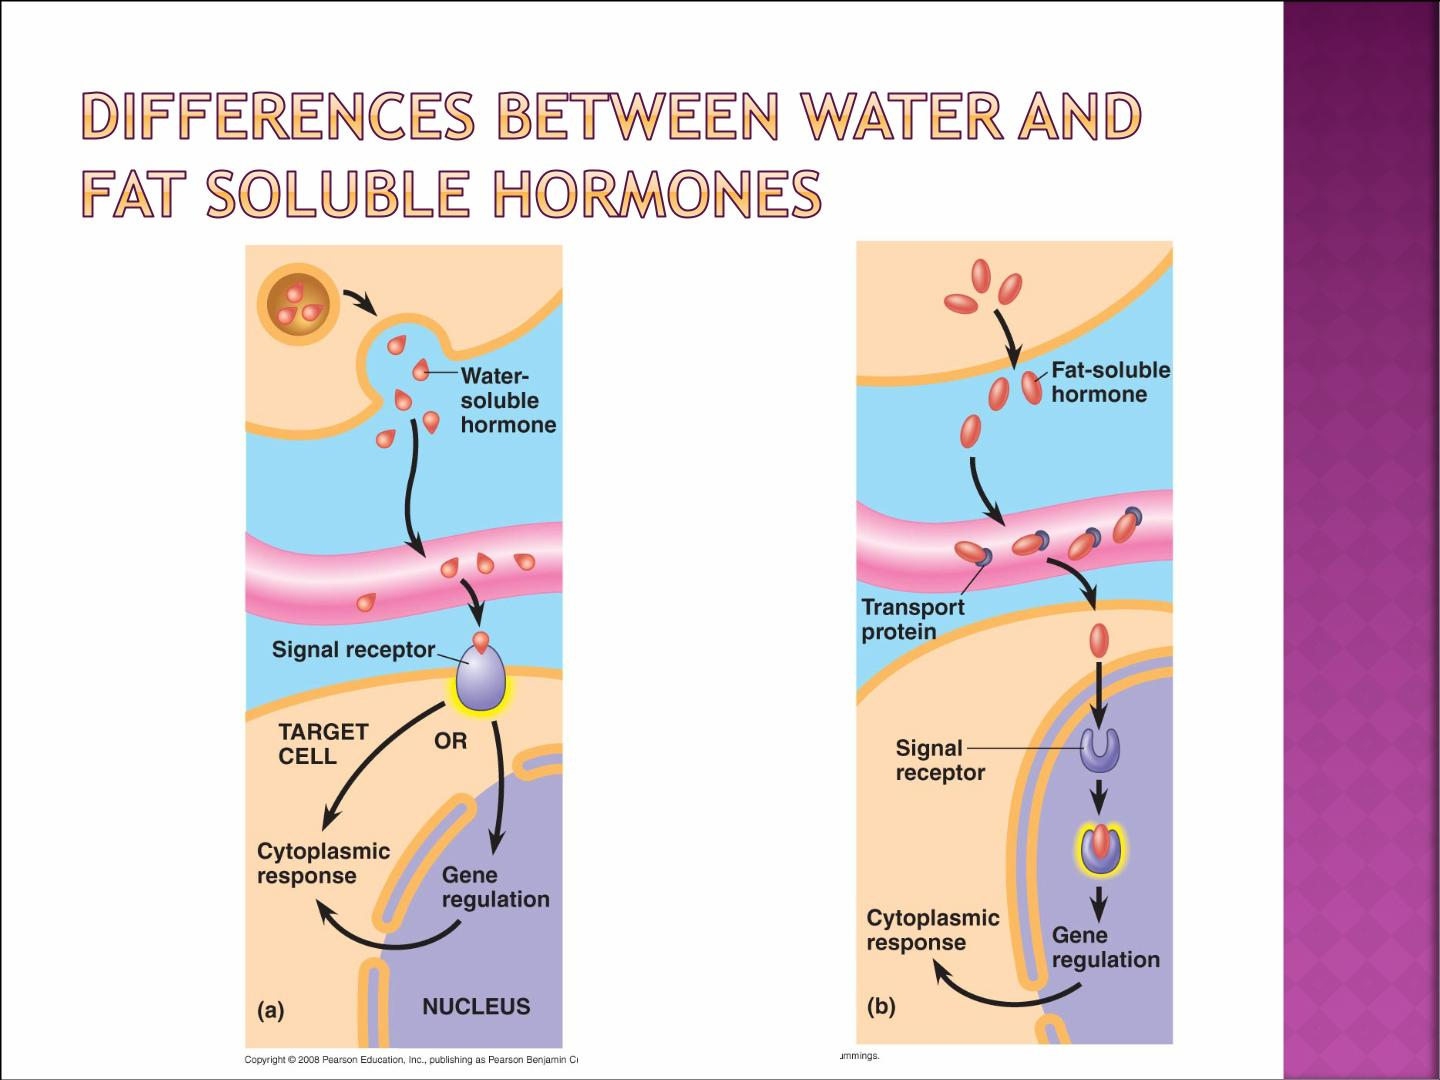 DIFFERENCES BETWEEN WATER AND
FAT SOLUBLE HORMONES
Water-
soluble
hormone
Signal receptor
TARGET
CELL
OR
Cytoplasmic
response
Gene
regulation
NUCLEUS
(a)
Copyright © 2008 Pearson Education, Inc., publishing as Pearson Benjamin
Fat-soluble
hormone
Transport
protein
Signal
receptor
Cytoplasmic
response
Gene
regulation
(b)
ummings.